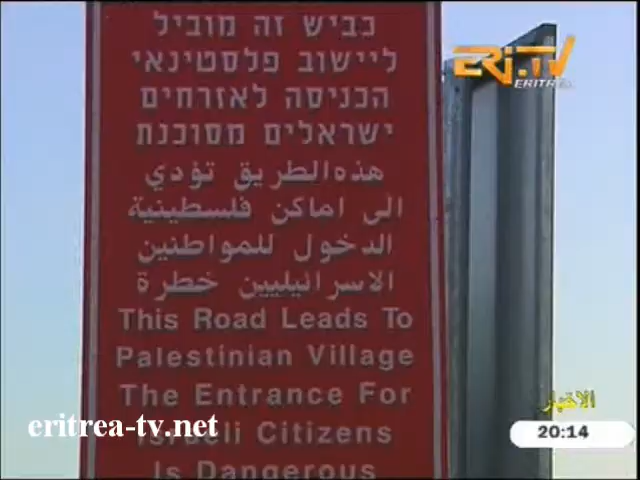 כביש זה מוביל
ליישוב פלסטינאי
הכניסה לאזרחים
ישראלים מסוכנת
هذه الطريق تؤدي
الى اماكن فلسطينية
الدخول للمواطنين
الاسرائيليين خطرة
This Road Leads To
Palestinian Village
The Entrance For
Israeli Citizens
Is Dangerous
ERi.TV
ERITREA
eritrea-tv.net
الاخبار
20:14